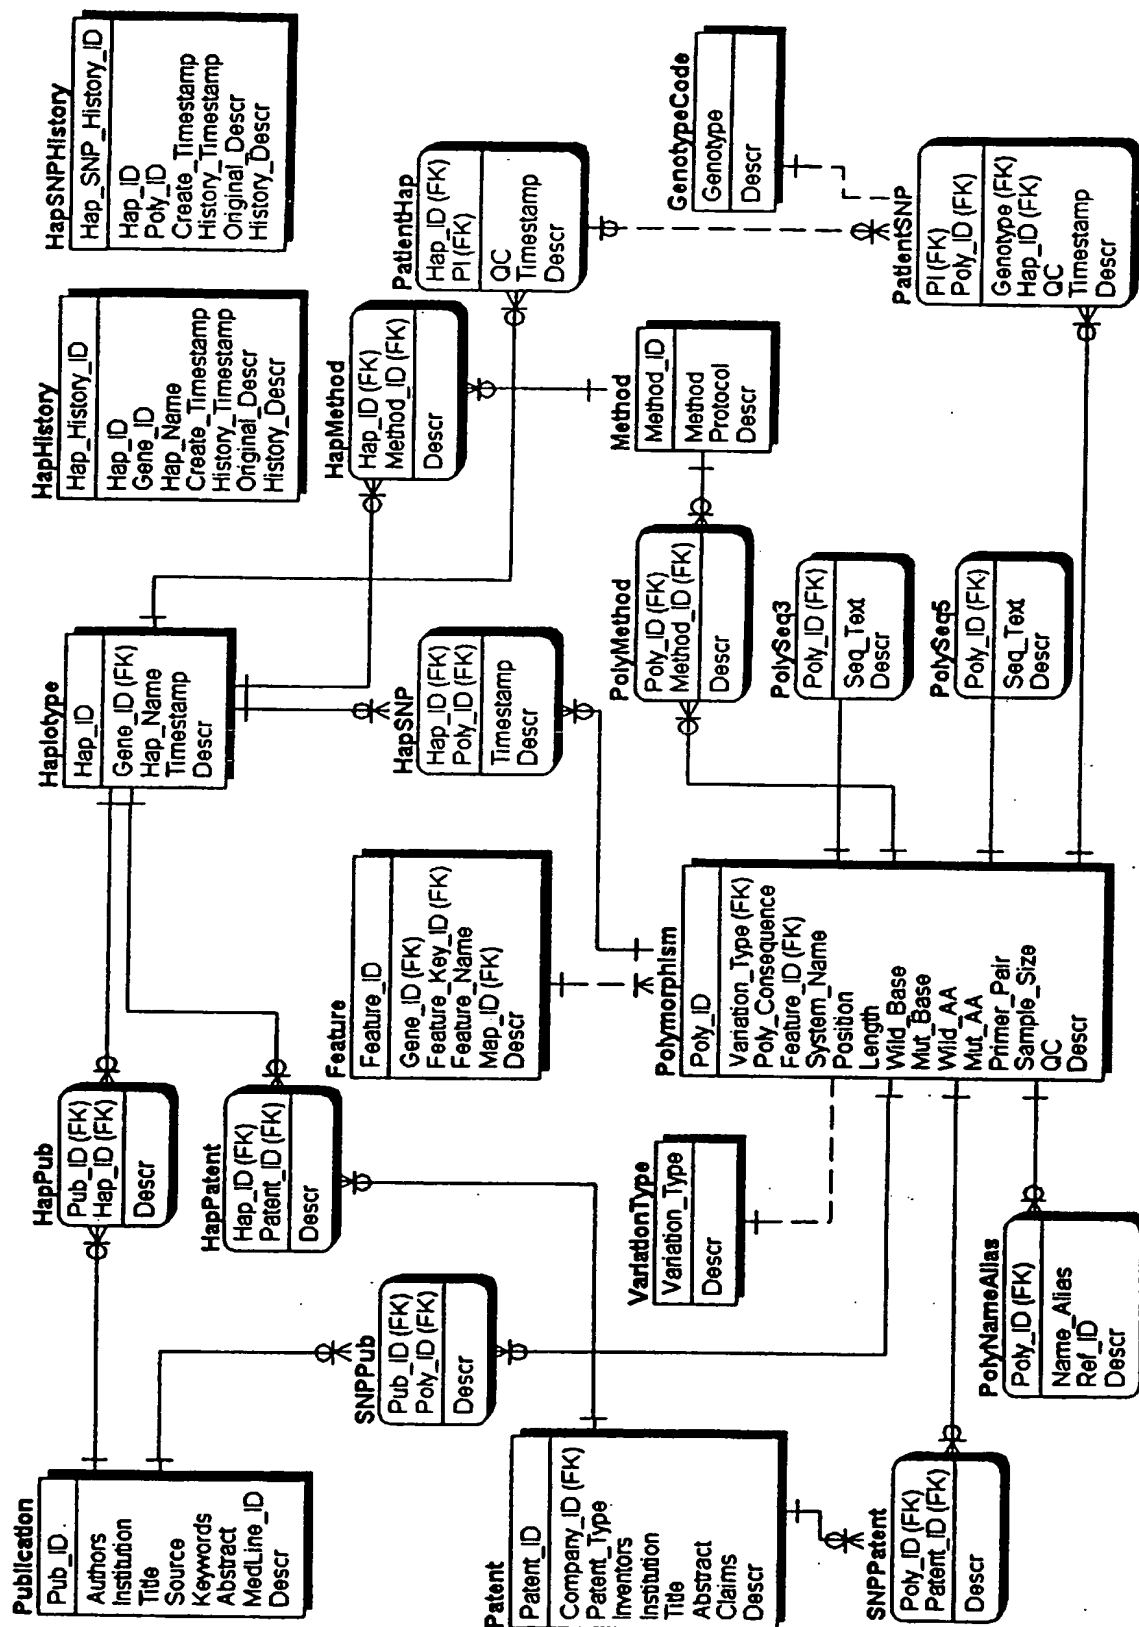 Publication
Pub_ID
Authors
Institution
Title
Source
Keywords
Abstract
MedLine_ID
Descr
HapPub
Pub_ID (FK)
Hap_ID (FK)
Descr
Haplotype
Hap_ID
Gene_ID (FK)
Hap_Name
Timestamp
Descr
HapHistory
Hap_History_ID
Hap_ID
Gene_ID
Hap_Name
Create_Timestamp
History_Timestamp
Original_Descr
History_Descr
HapSNPHistory
Hap_SNP_History_ID
Hap_ID
Poly_ID
Create_Timestamp
History_Timestamp
Original_Descr
History_Descr
HapPatent
Hap_ID (FK)
Patent_ID (FK)
Descr
SNPPub
Pub_ID (FK)
Poly_ID (FK)
Descr
Feature
Feature_ID
Gene_ID (FK)
Feature_Key_ID (FK)
Feature_Name
Map_ID (FK)
Descr
HapSNP
Hap_ID (FK)
Poly_ID (FK)
Timestamp
Descr
HapMethod
Hap_ID (FK)
Method_ID (FK)
Descr
PatientHap
Hap_ID (FK)
PI (FK)
QC
Timestamp
Descr
Patent
Patent_ID
Company_ID (FK)
Patent_Type
Inventors
Institution
Title
Abstract
Claims
Descr
VariationType
Variation_Type
Descr
Polymorphism
Poly_ID
Variation_Type (FK)
Poly_Consequence
Feature_ID (FK)
System_Name
Position
Length
Wild_Base
Mut_Base
Wild_AA
Mut_AA
Primer_Pair
Sample_Size
QC
Descr
PolyMethod
Poly_ID (FK)
Method_ID (FK)
Descr
Method
Method_ID
Method
Protocol
Descr
GenotypeCode
Genotype
Descr
PolySeq3
Poly_ID (FK)
Seq_Text
Descr
PolySeq5
Poly_ID (FK)
Seq_Text
Descr
PatientSNP
PI (FK)
Poly_ID (FK)
Genotype (FK)
Hap_ID (FK)
QC
Timestamp
Descr
SNPPatent
Poly_ID (FK)
Patent_ID (FK)
Descr
PolyNameAlias
Poly_ID (FK)
Name_Alias
Ref_ID
Descr